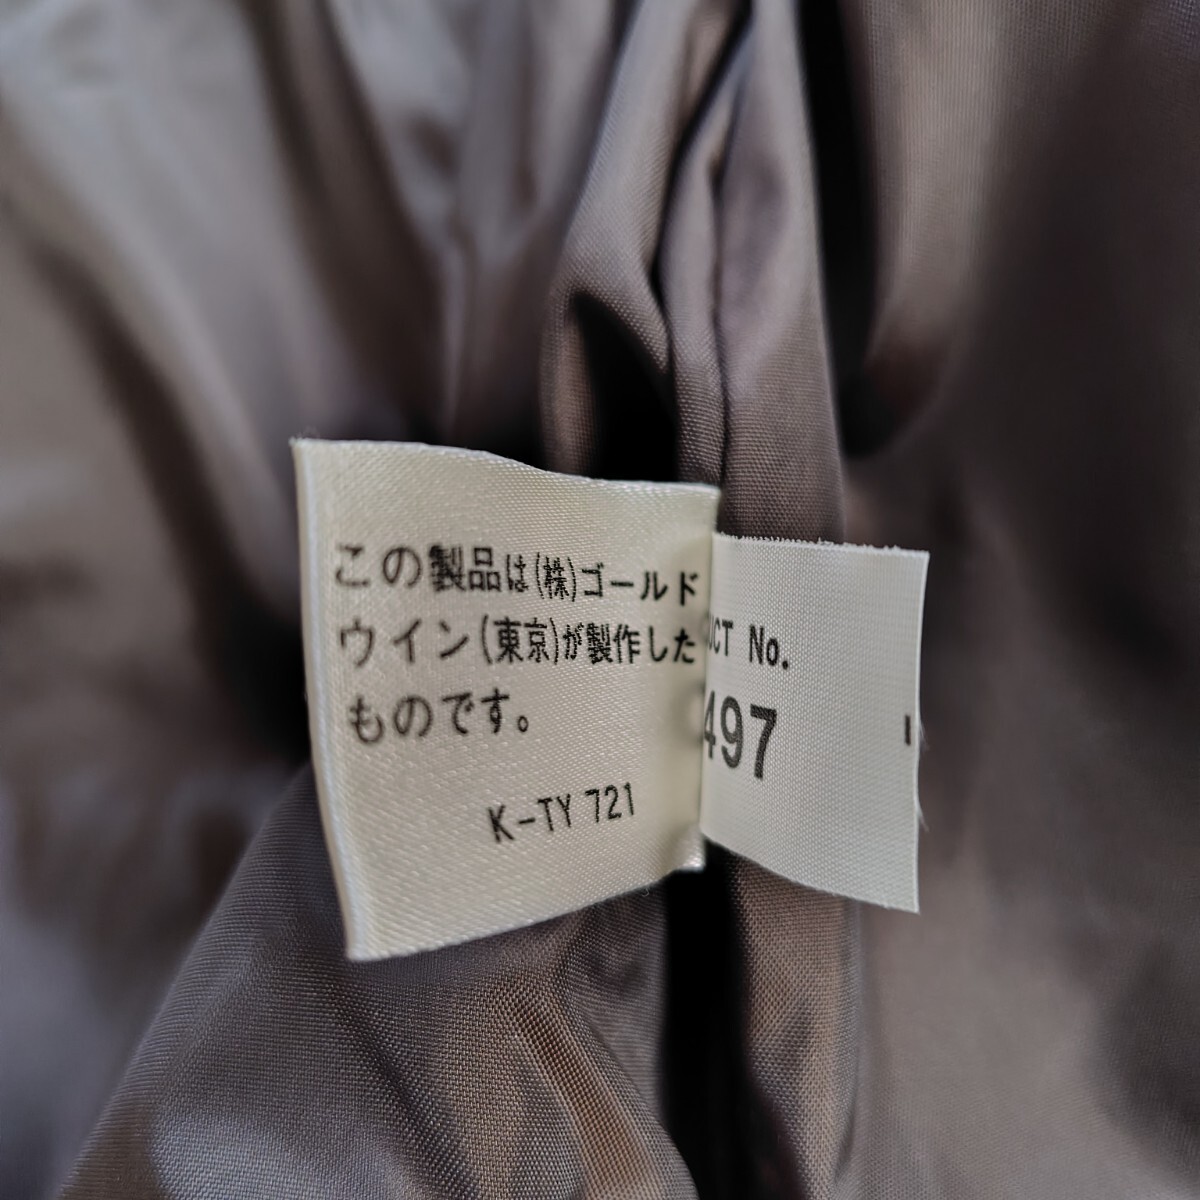 この製品は(株)ゴールド
ウイン(東京)が製作した
ものです。
K-TY 721
No.
497